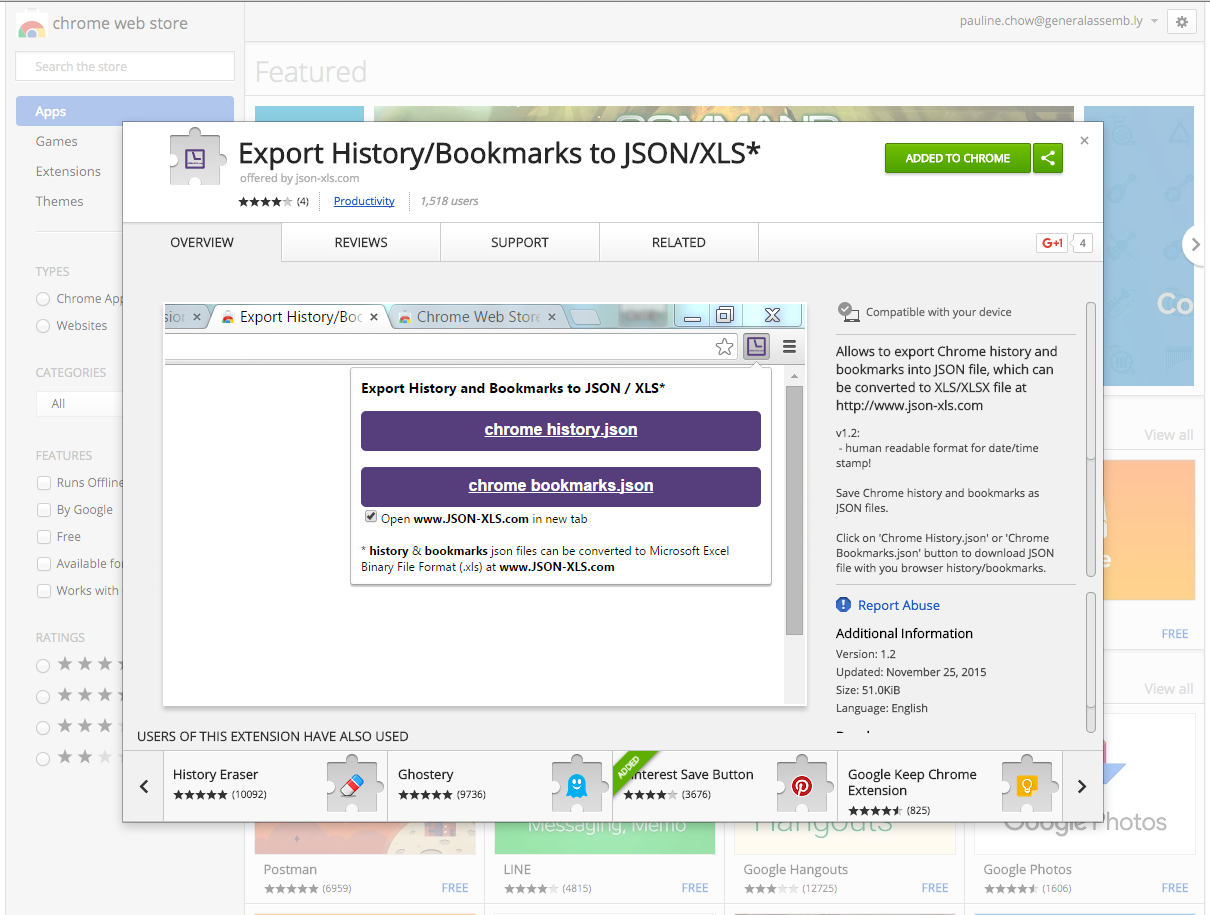 chrome web store
pauline.chow@generalassemb.ly
Search the store
Featured
Apps
Games
Extensions
Themes
TYPES
Chrome App
Websites
CATEGORIES
All
FEATURES
Runs Offline
By Google
Free
Available for
Works with
RATINGS
COMMAND
Export History/Bookmarks to JSON/XLS*
offered by json-xls.com
(4)
Productivity
1,518 users
ADDED TO CHROME
OVERVIEW
REVIEWS
SUPPORT
RELATED
G+1
4
Export History/Boo
Chrome Web Store
Export History and Bookmarks to JSON / XLS*
chrome history.json
chrome bookmarks.json
Open www.JSON-XLS.com in new tab
* history & bookmarks json files can be converted to Microsoft Excel
Binary File Format (.xls) at www.JSON-XLS.com
Compatible with your device
Allows to export Chrome history and
bookmarks into JSON file, which can
be converted to XLS/XLSX file at
http://www.json-xls.com
v1.2:
- human readable format for date/time
stamp!
Save Chrome history and bookmarks as
JSON files.
Click on 'Chrome History.json' or 'Chrome
Bookmarks.json' button to download JSON
file with you browser history/bookmarks.
Report Abuse
Additional Information
Version: 1.2
Updated: November 25, 2015
Size: 51.0KiB
Language: English
Co
View all
FREE
View all
USERS OF THIS EXTENSION HAVE ALSO USED
History Eraser
(10092)
Ghostery
(9736)
ADDED
interest Save Button
(3676)
Google Keep Chrome
Extension
(825)
Messaging, Memo
Hangouts
Google Photos
Postman
(6959)
FREE
LINE
(4815)
FREE
Google Hangouts
(12725)
FREE
Google Photos
(1606)
FREE